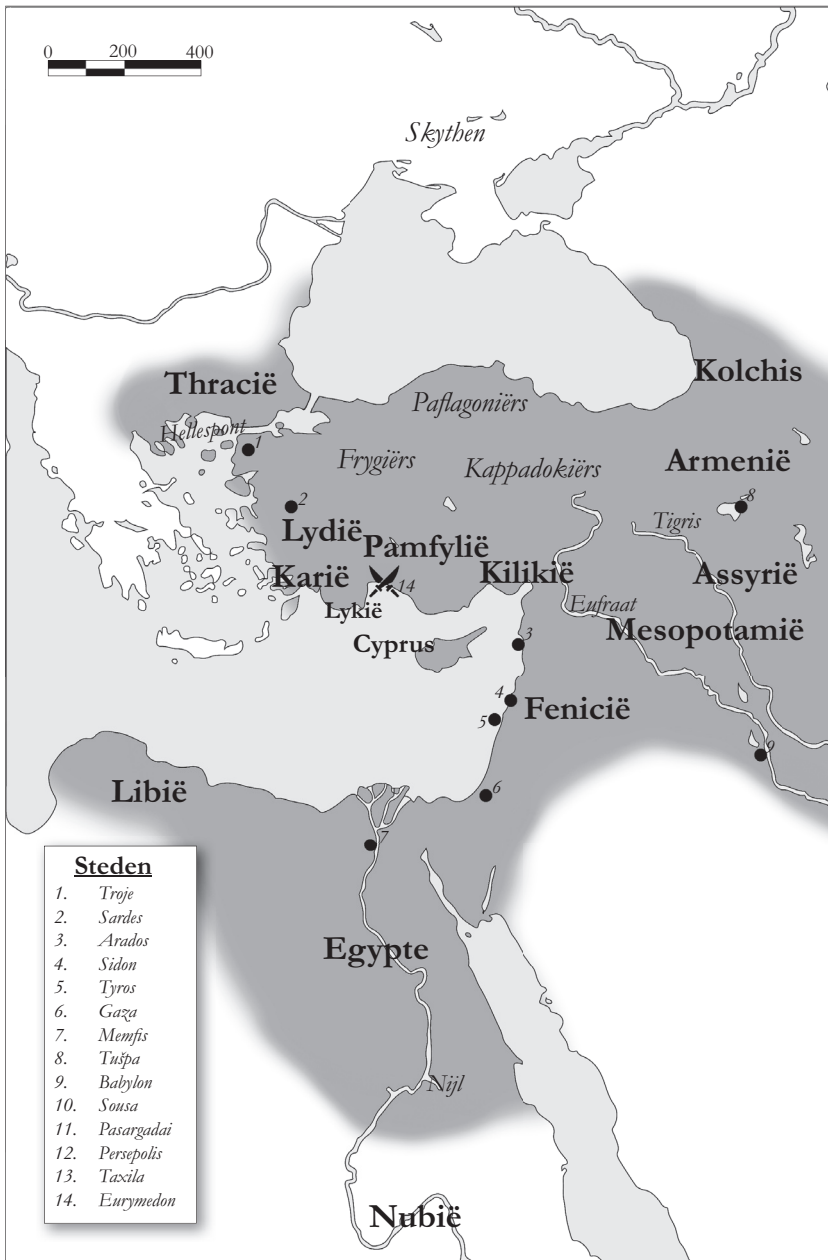 0 200 400
Skythen
Kolchis
Thracië
Paflagoniërs
Hellespont
1
Frygiërs
Kappadokiërs
Armenië
2
8
Tigris
Lydië
Pamfylië
Karië
14
Kilikië
Assyrië
Lykië
Eufraat
Mesopotamië
Cyprus
3
4
Fenicië
5
9
Libië
6
7
Steden
1. Troje
2. Sardes
3. Arados
4. Sidon
5. Tyros
6. Gaza
7. Memfis
8. Tušpa
9. Babylon
10. Sousa
11. Pasargadai
12. Persepolis
13. Taxila
14. Eurymedon
Egypte
Nijl
Nubië